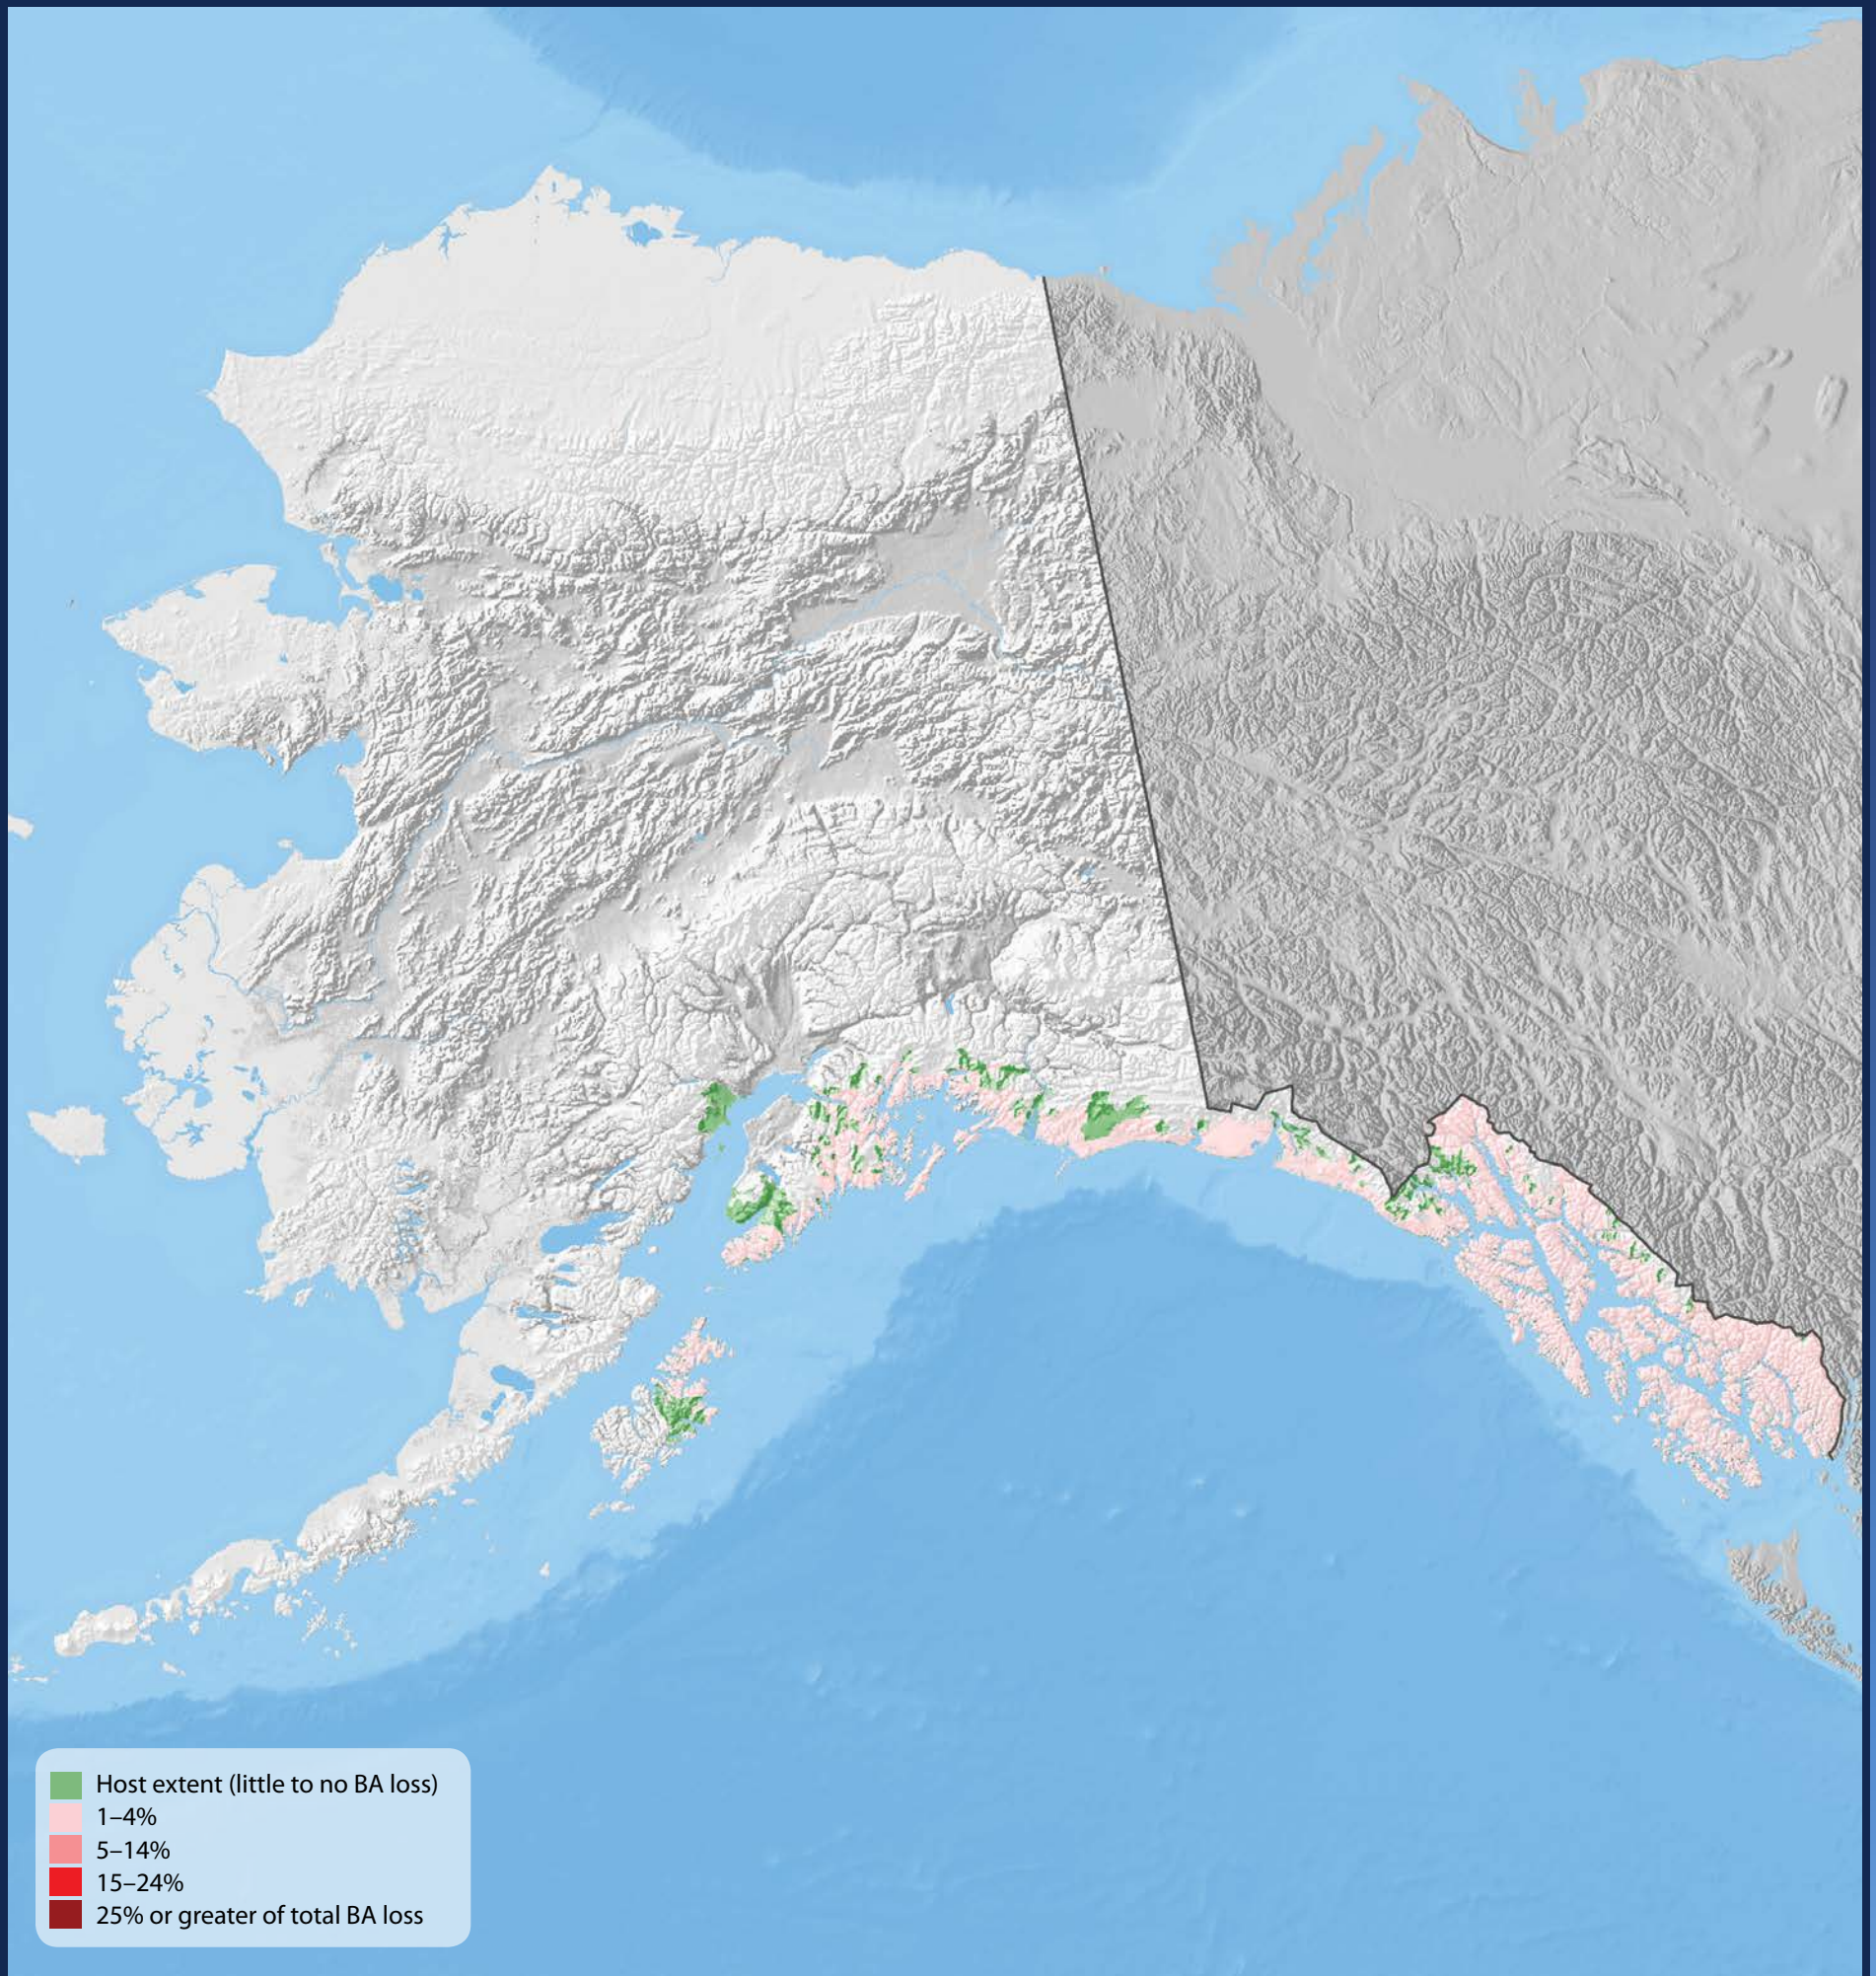 Host extent (little to no BA loss)
1–4%
5–14%
15–24%
25% or greater of total BA loss